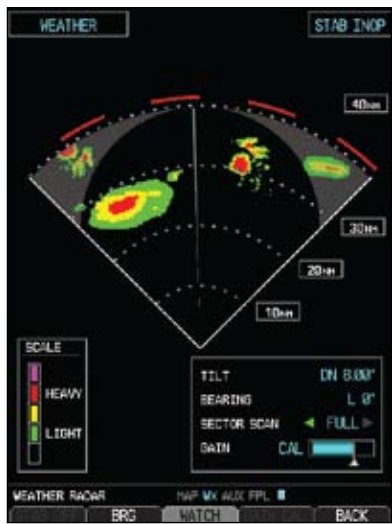 WEATHER
STAB INOP
40NM
30NM
20NM
10NM
SCALE
HEAVY
LIGHT
TILT DN 8.00°
BEARING L 0°
SECTOR SCAN FULL
GAIN CAL
WEATHER RADAR MAP WX AUX FPL
BRG WATCH BACK